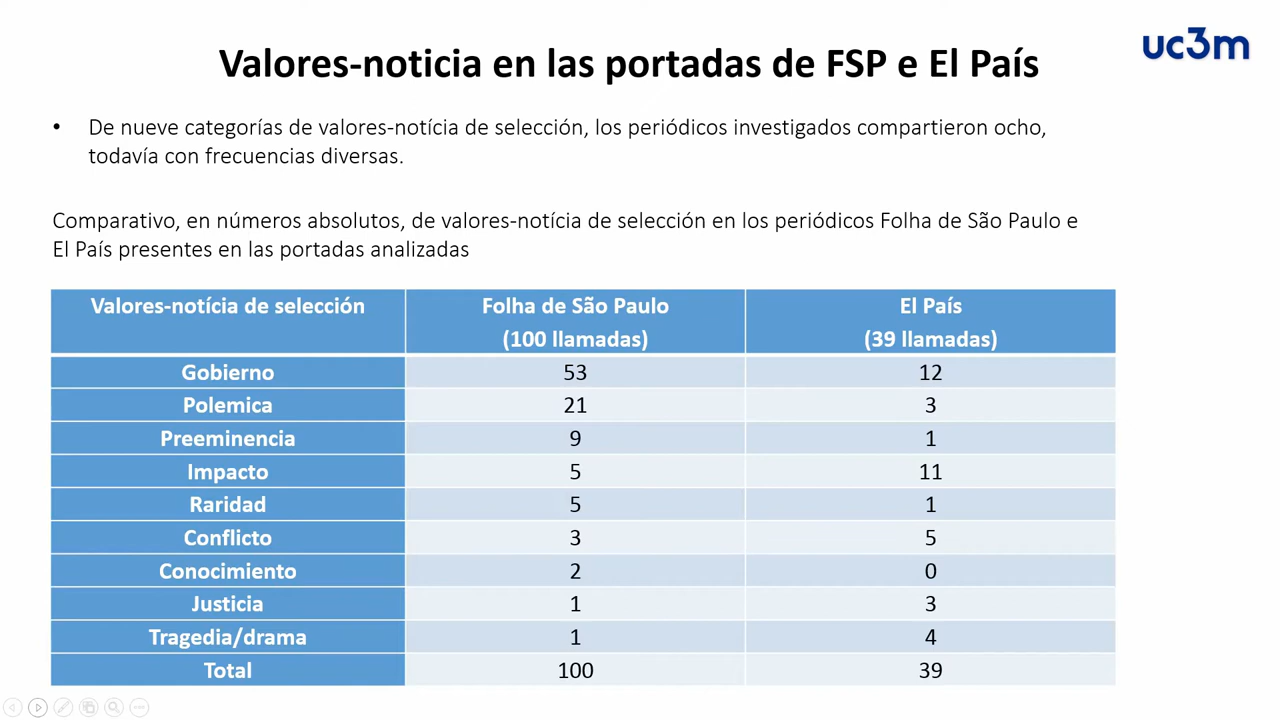 Valores-noticia en las portadas de FSP e El País
uc3m
• De nueve categorías de valores-notícia de selección, los periódicos investigados compartieron ocho,
todavía con frecuencias diversas.
Comparativo, en números absolutos, de valores-notícia de selección en los periódicos Folha de São Paulo e
El País presentes en las portadas analizadas
Valores-notícia de selección Folha de São Paulo El País
(100 llamadas) (39 llamadas)
Gobierno 53 12
Polemica 21 3
Preeminencia 9 1
Impacto 5 11
Raridad 5 1
Conflicto 3 5
Conocimiento 2 0
Justicia 1 3
Tragedia/drama 1 4
Total 100 39